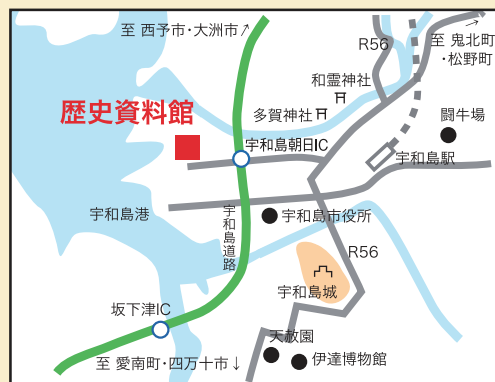 至 西予市・大洲市↗
R56
至 鬼北町
・松野町
和霊神社
多賀神社
闘牛場
歴史資料館
宇和島朝日IC
宇和島駅
宇和島港
宇和島道路
宇和島市役所
R56
宇和島城
坂下津IC
天赦園
至 愛南町・四万十市↓
伊達博物館